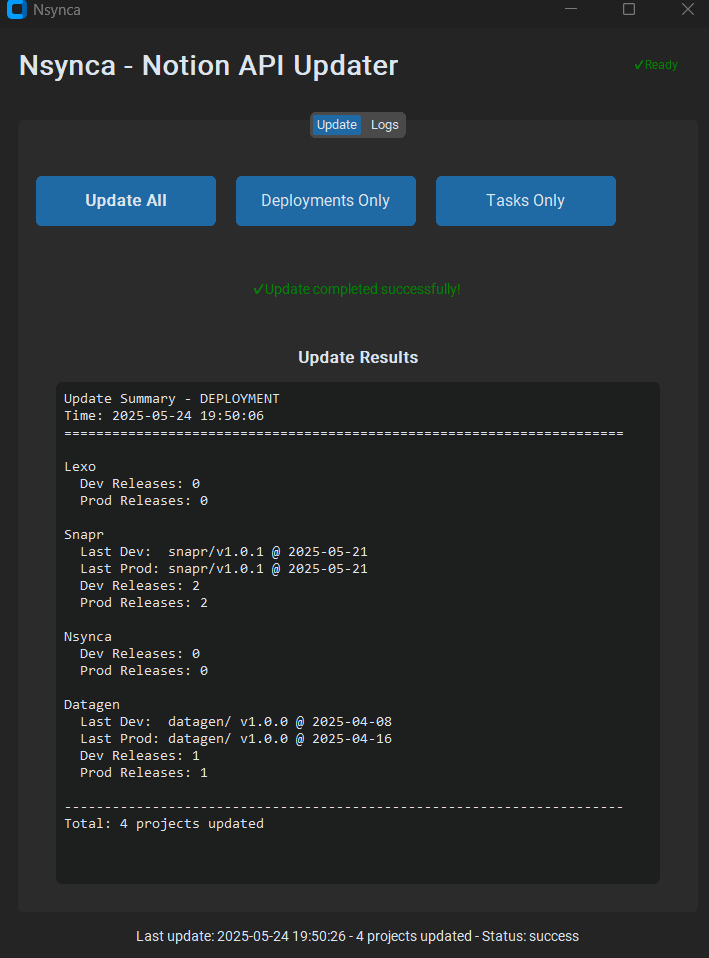 Nsynca
Nsynca - Notion API Updater
✓Ready
Update Logs
Update All Deployments Only Tasks Only
✓Update completed successfully!
Update Results
Update Summary - DEPLOYMENT
Time: 2025-05-24 19:50:06
======================================================================
Lexo
Dev Releases: 0
Prod Releases: 0
Snapr
Last Dev:  snapr/v1.0.1 @ 2025-05-21
Last Prod: snapr/v1.0.1 @ 2025-05-21
Dev Releases: 2
Prod Releases: 2
Nsynca
Dev Releases: 0
Prod Releases: 0
Datagen
Last Dev:  datagen/ v1.0.0 @ 2025-04-08
Last Prod: datagen/ v1.0.0 @ 2025-04-16
Dev Releases: 1
Prod Releases: 1
----------------------------------------------------------------------
Total: 4 projects updated
Last update: 2025-05-24 19:50:26 - 4 projects updated - Status: success